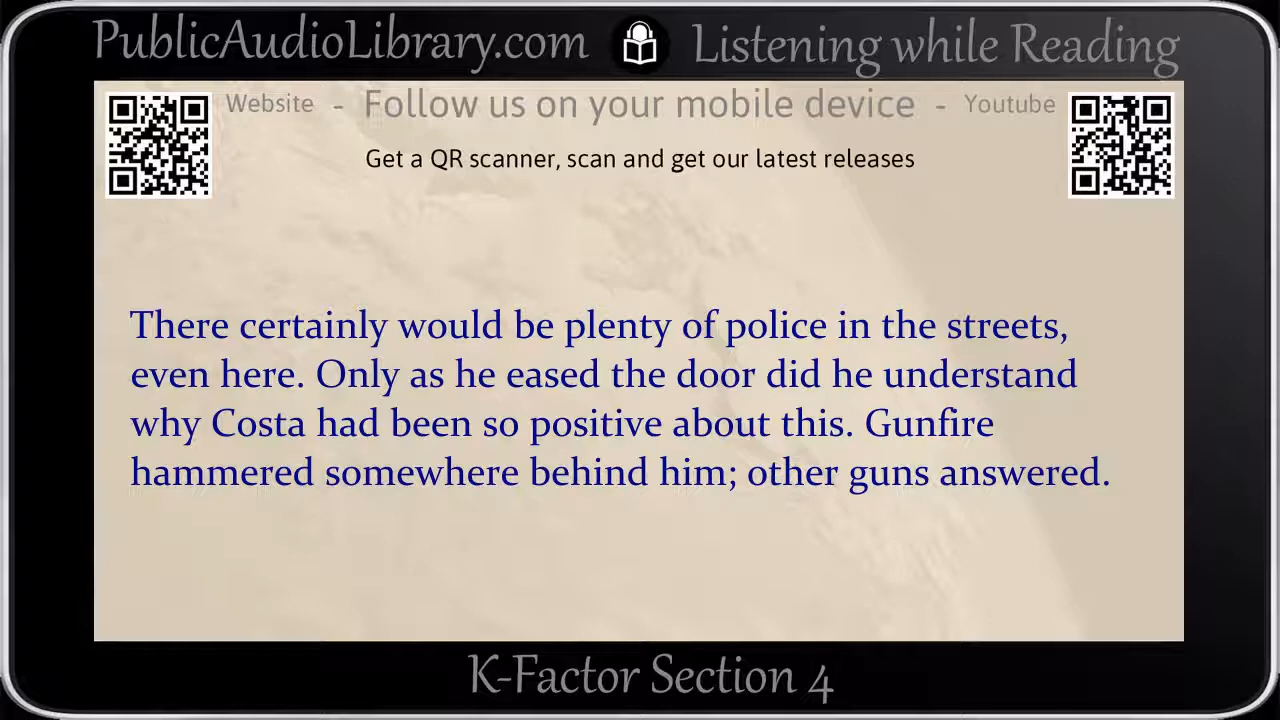 PublicAudioLibrary.com Listening while Reading
Website - Follow us on your mobile device - Youtube
Get a QR scanner, scan and get our latest releases
There certainly would be plenty of police in the streets,
even here. Only as he eased the door did he understand
why Costa had been so positive about this. Gunfire
hammered somewhere behind him; other guns answered.
K-Factor Section 4